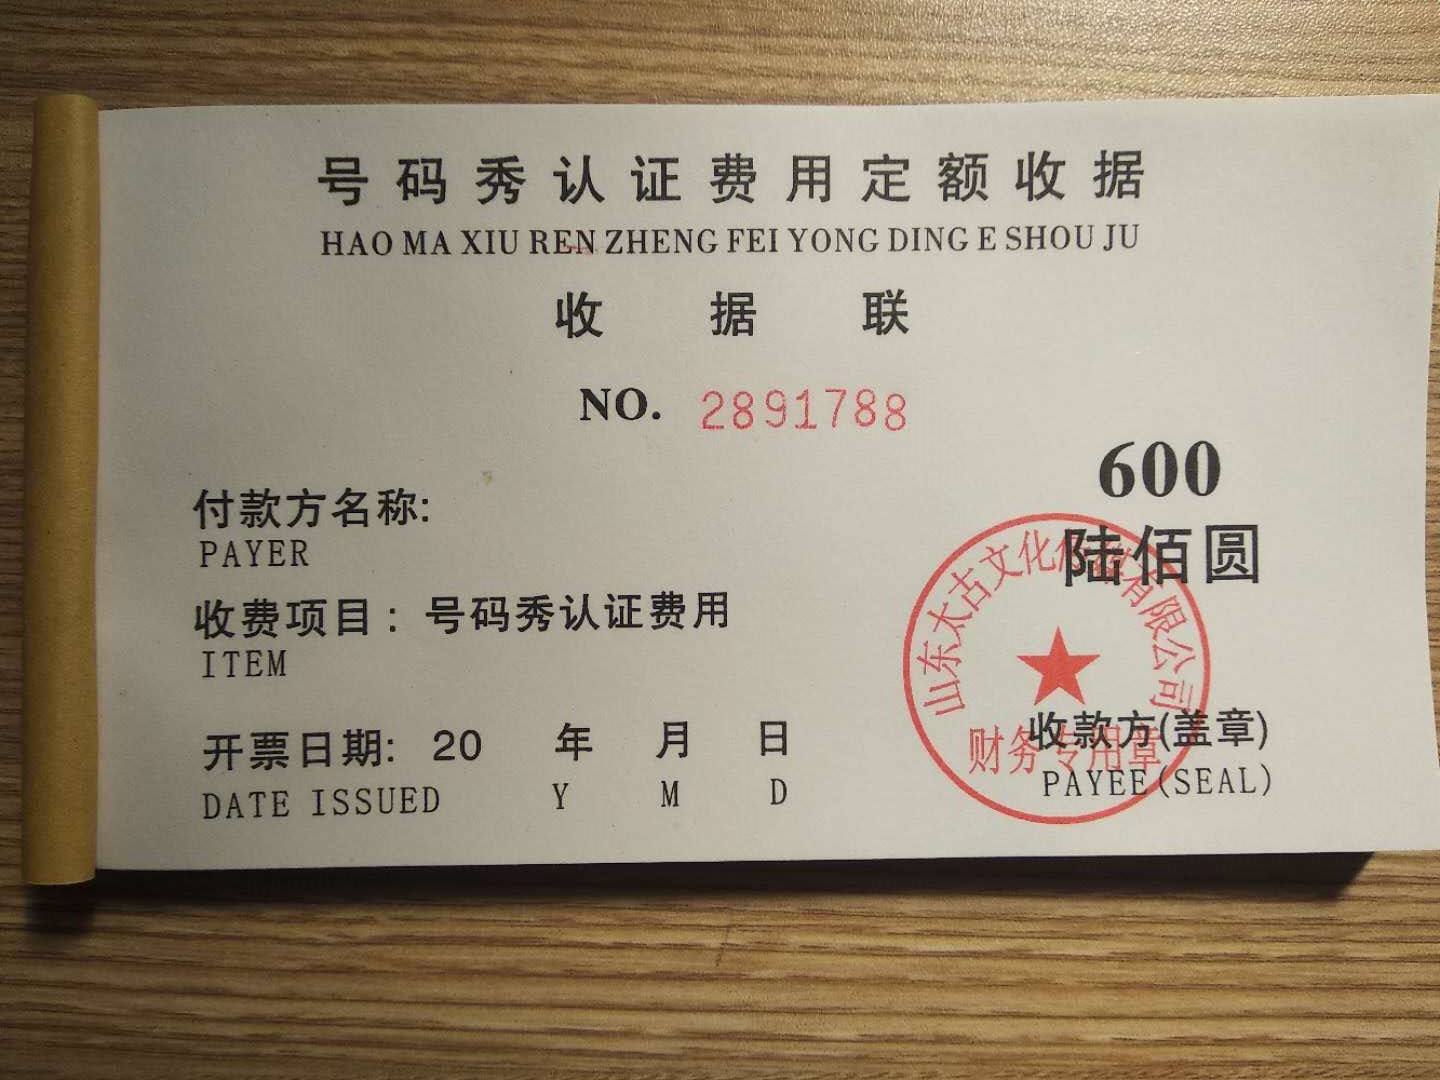 号码秀认证费用定额收据
HAO MA XIU REN ZHENG FEI YONG DING E SHOU JU
收 据 联
NO. 2891788
600
陆佰圆
付款方名称:
PAYER
收费项目: 号码秀认证费用
ITEM
山东太古文化传媒有限公司
财务专用章
开票日期: 20 年 月 日
DATE ISSUED Y M D
收款方(盖章)
PAYEE(SEAL)